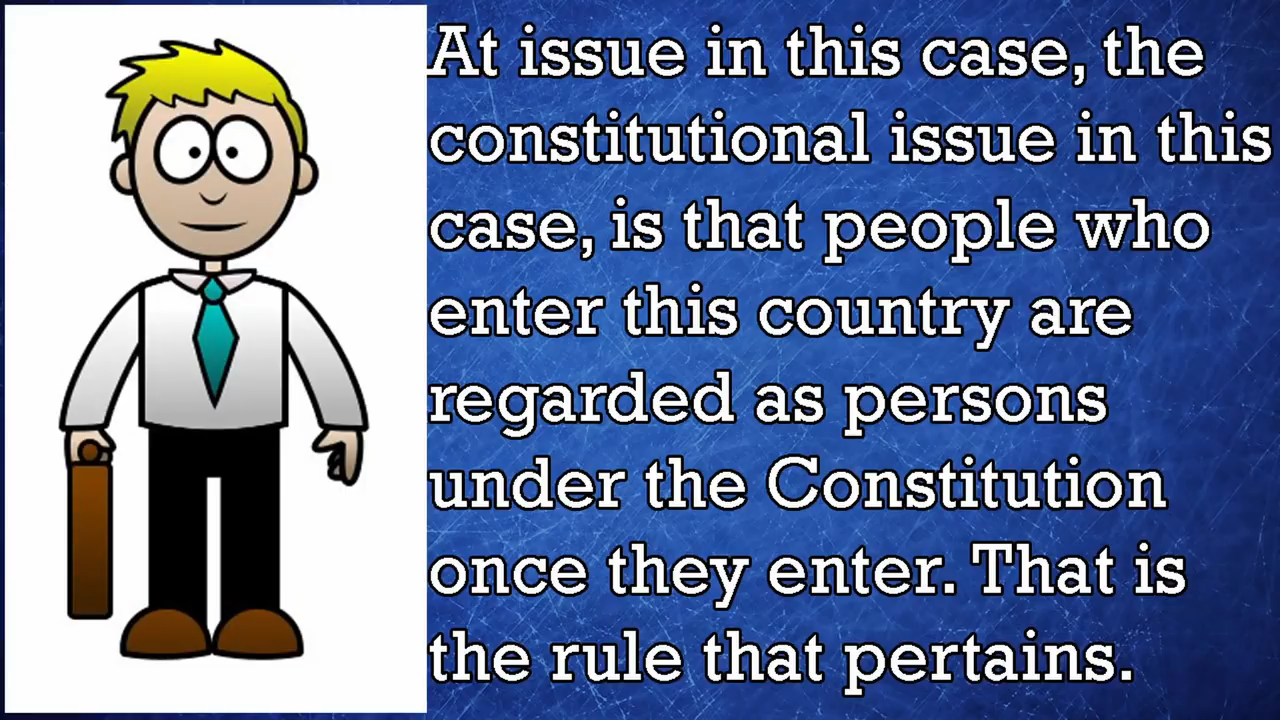 At issue in this case, the
constitutional issue in this
case, is that people who
enter this country are
regarded as persons
under the Constitution
once they enter. That is
the rule that pertains.